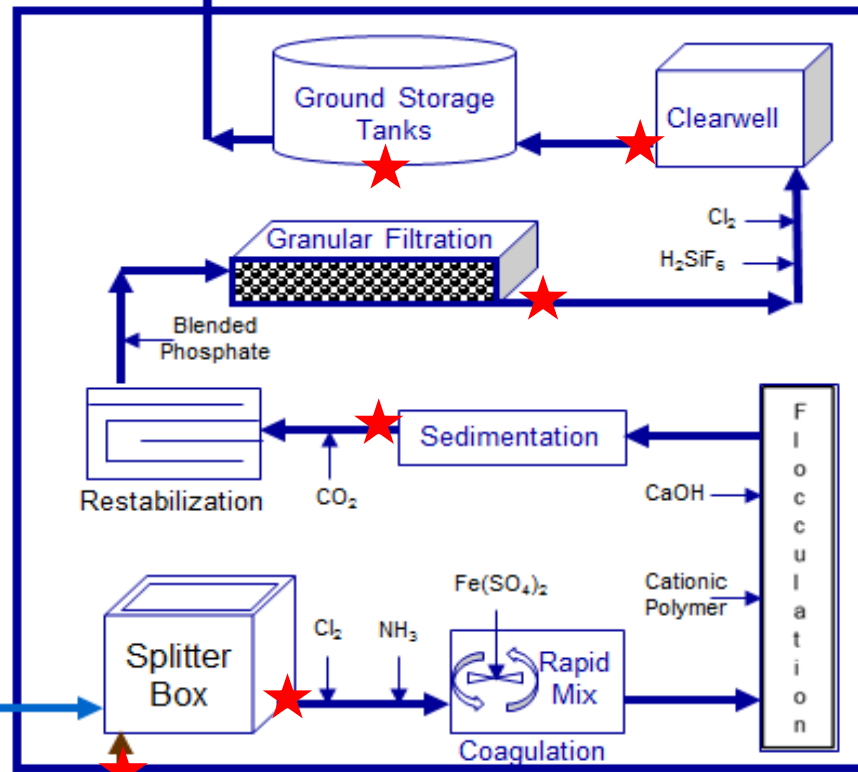 Ground Storage
Tanks
Clearwell
Cl₂
H₂SiF₆
Granular Filtration
Blended
Phosphate
Restabilization
CO₂
Sedimentation
Flocculation
CaOH
Cationic
Polymer
Splitter
Box
Cl₂
NH₃
Fe(SO₄)₂
Rapid
Mix
Coagulation